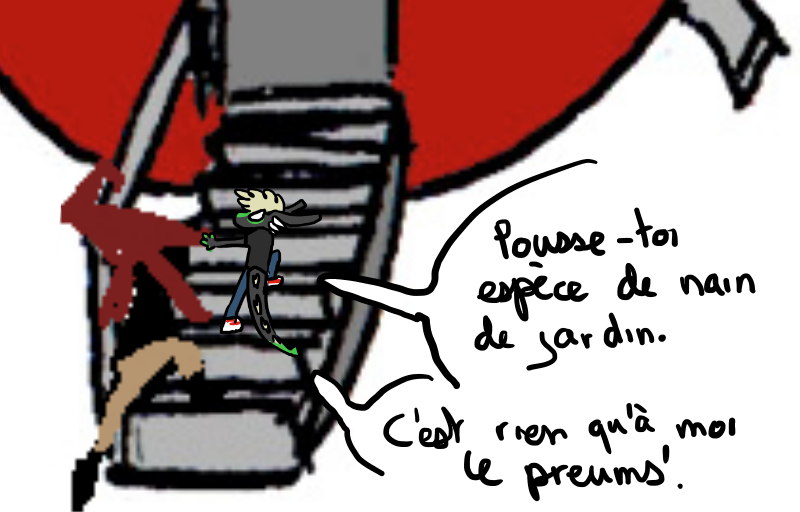 Pousse-toi
espèce de nain
de jardin.
C'est rien qu'à moi
le preums'.